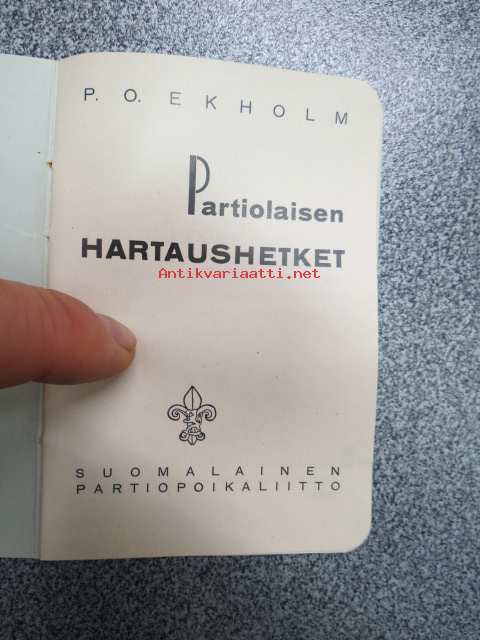 P. O. EKHOLM
Partiolaisen
HARTAUSHETKET
Antikvariaatti.net
SUOMALAINEN
PARTIOPOIKALIITTO